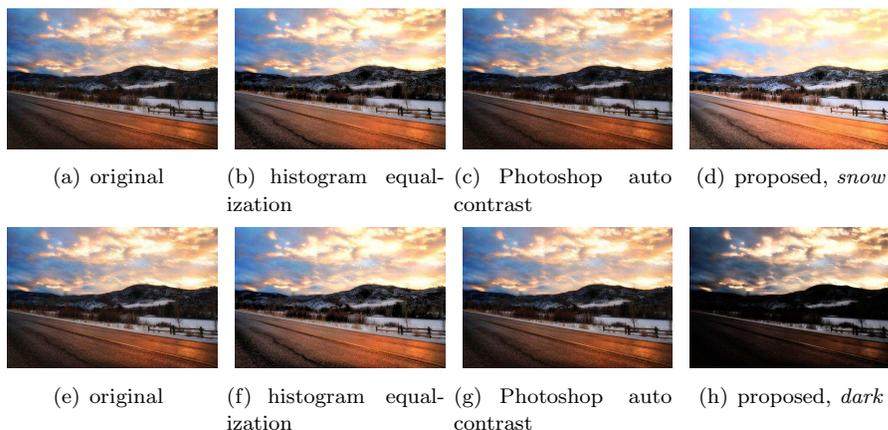 (a) original
(b) histogram equal-
ization
(c) Photoshop auto
contrast
(d) proposed, snow
(e) original
(f) histogram equal-
ization
(g) Photoshop auto
contrast
(h) proposed, dark